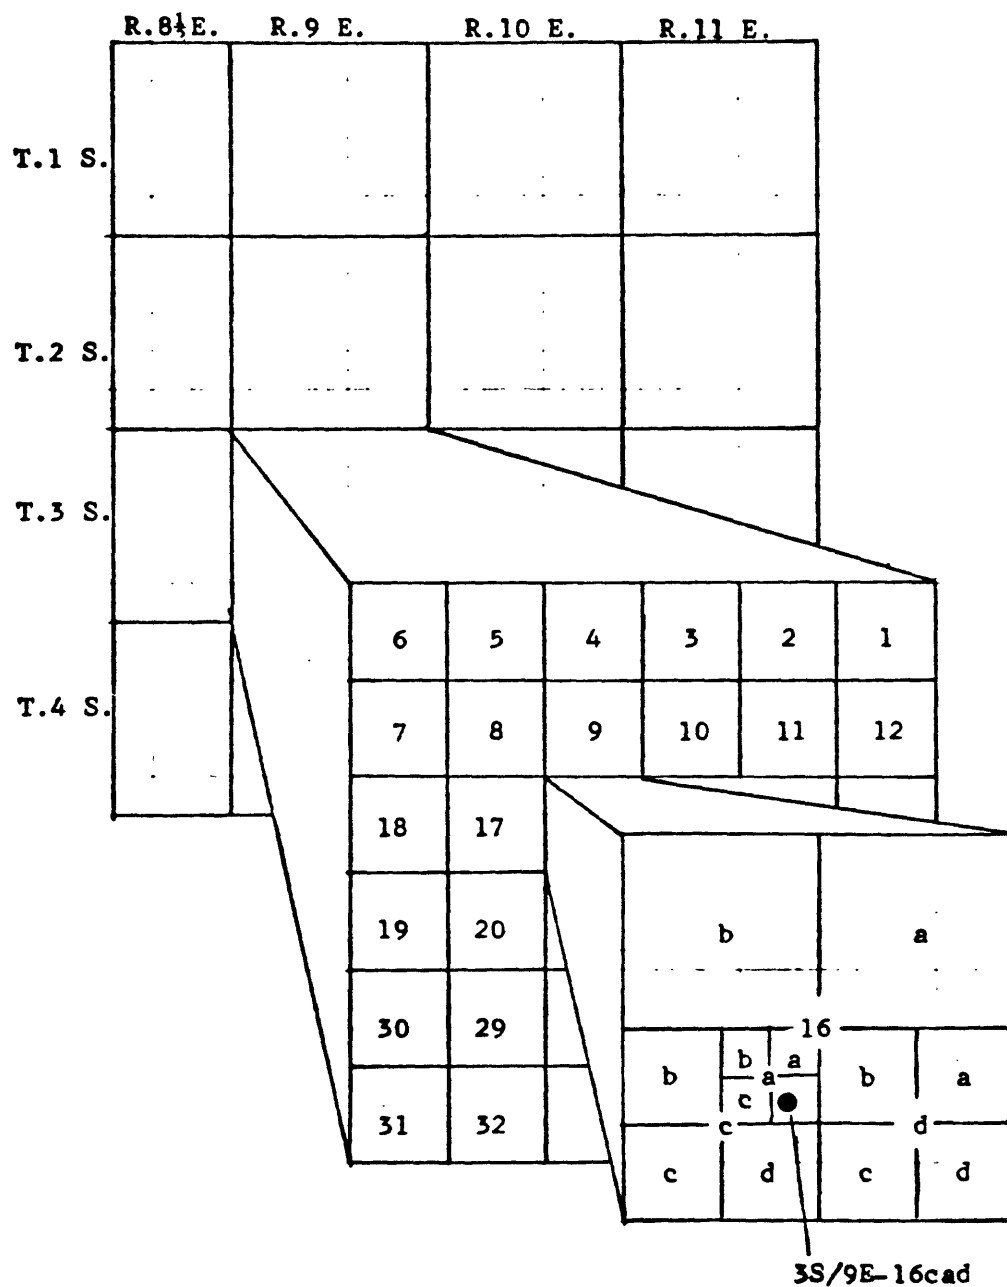 R.8½E. R.9 E. R.10 E. R.11 E.
T.1 S.
T.2 S.
T.3 S.
6 5 4 3 2 1
T.4 S.
7 8 9 10 11 12
18 17
19 20
b a
30 29
16
b a
b a b a
c
31 32
c d
c d c d
3S/9E-16cad